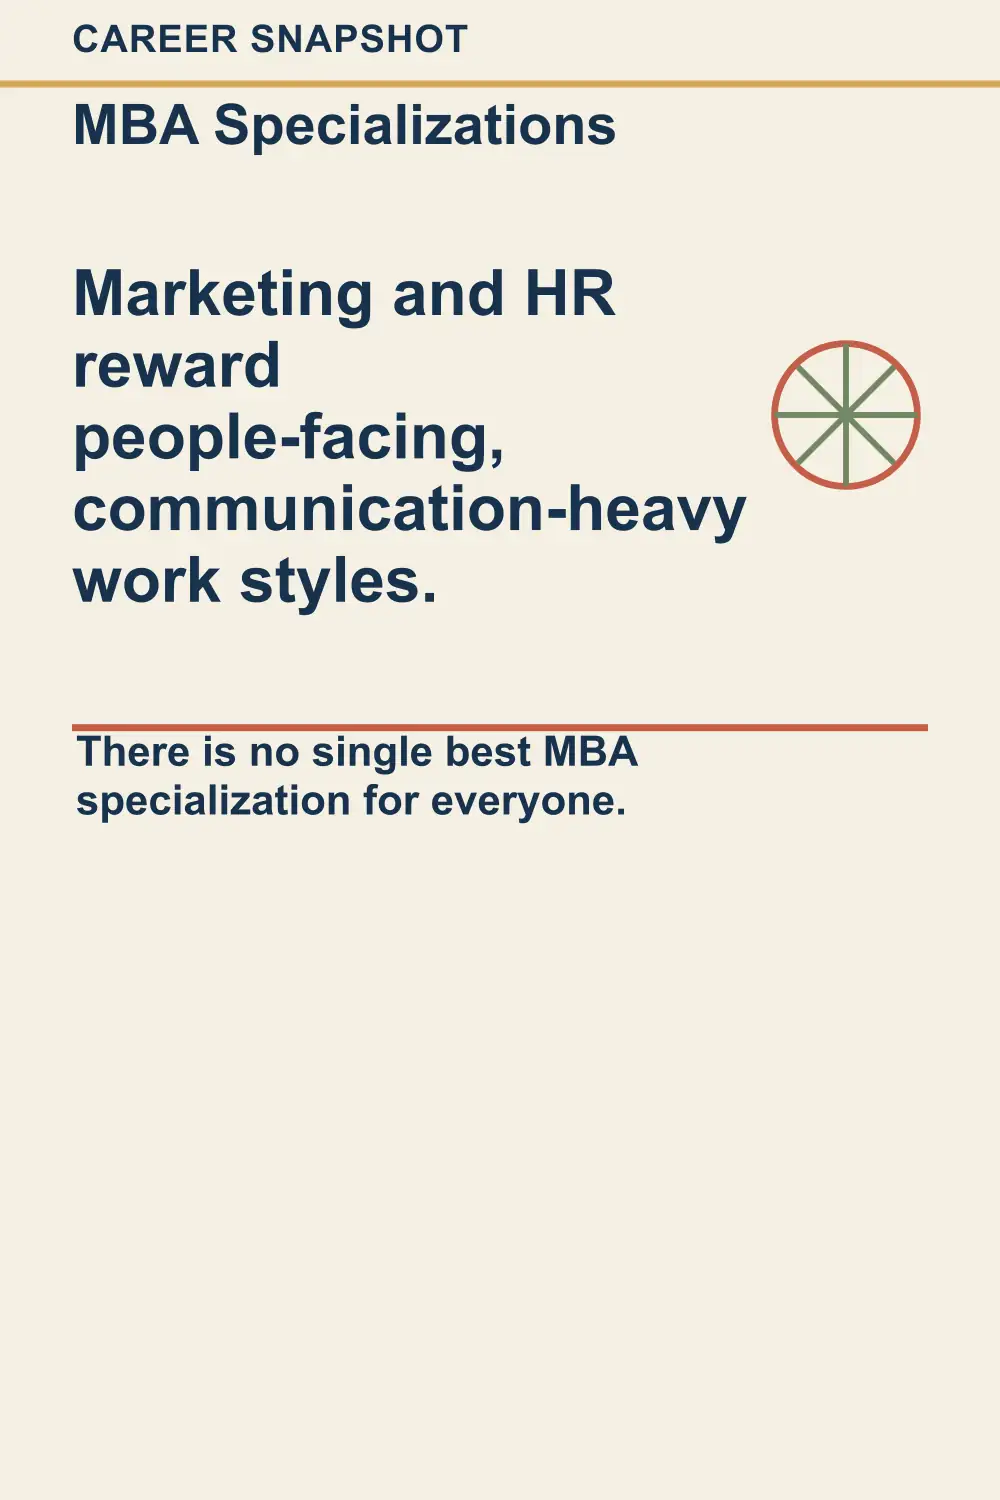 CAREER SNAPSHOT
MBA Specializations
Marketing and HR
reward
people-facing,
communication-heavy
work styles.
There is no single best MBA
specialization for everyone.